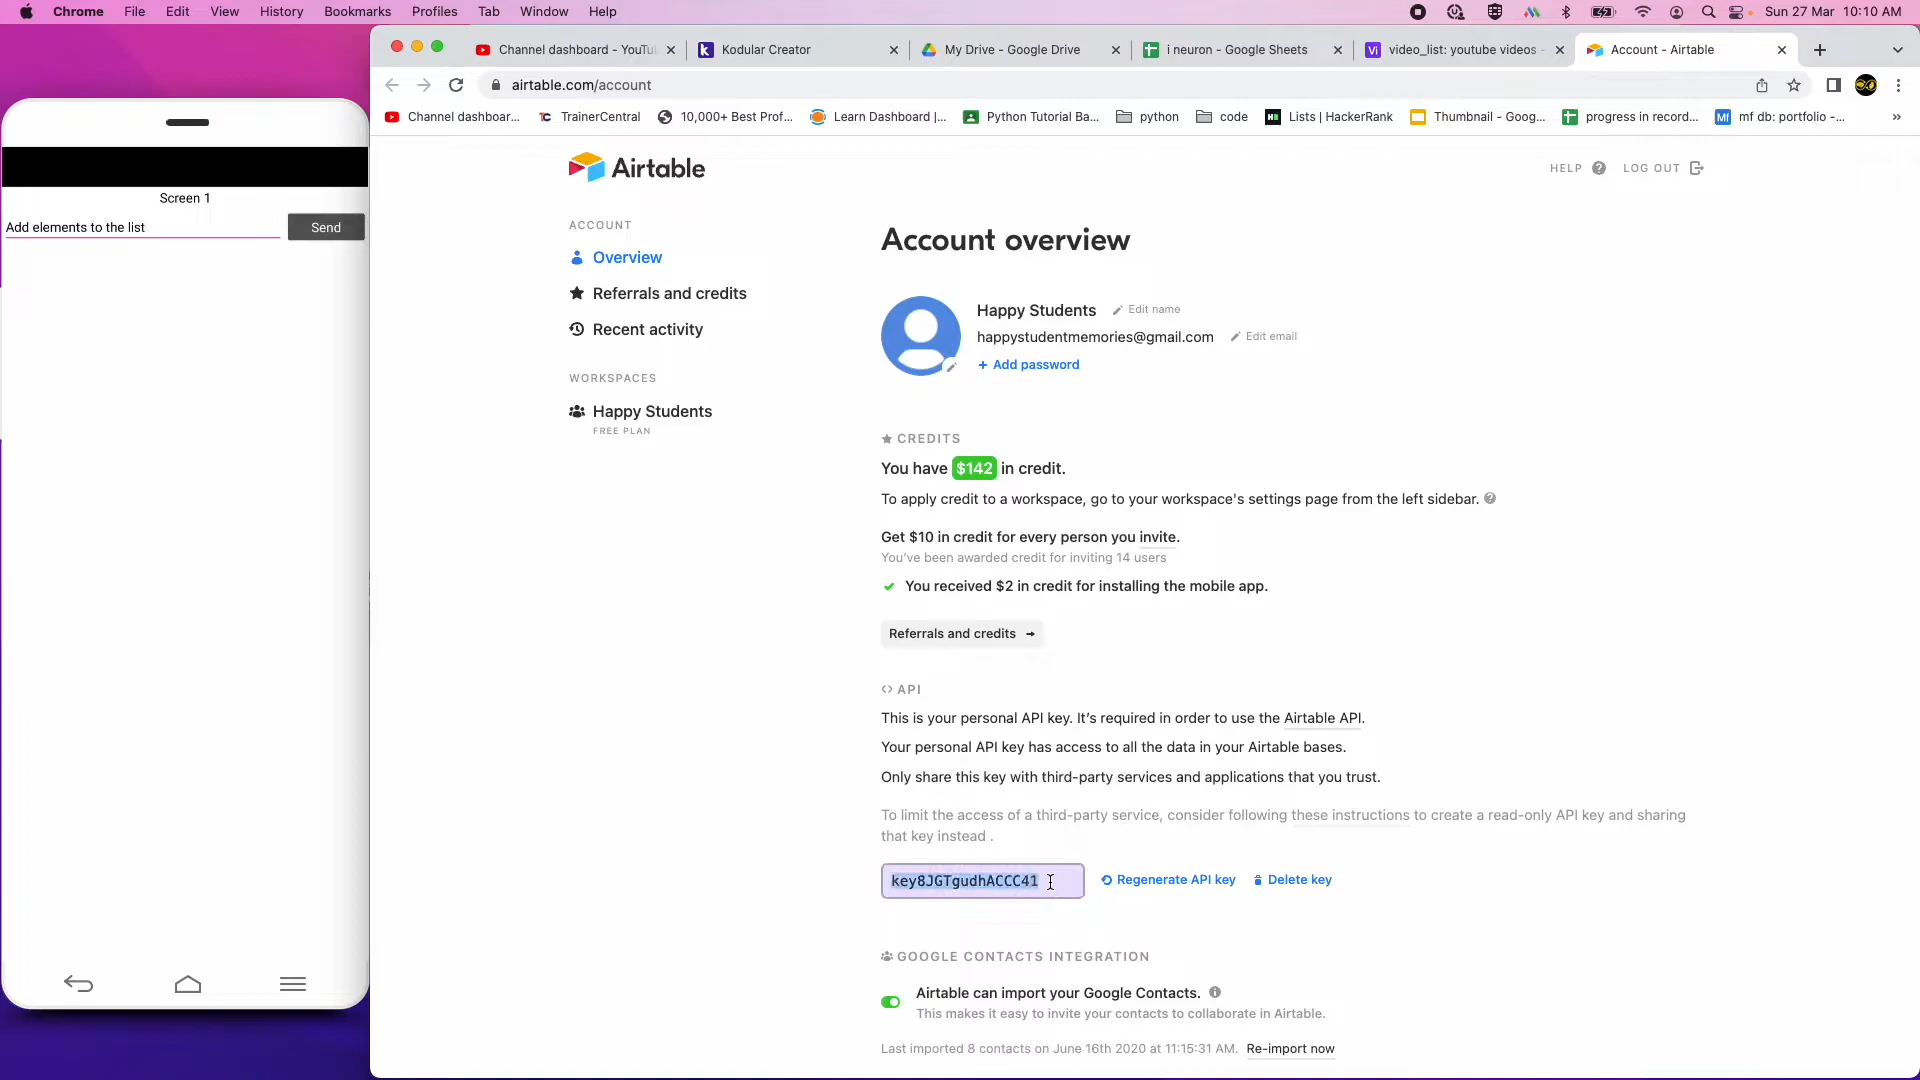 Chrome File Edit View History Bookmarks Profiles Tab Window Help Sun 27 Mar 10:10 AM
Channel dashboard - YouTu
Kodular Creator
My Drive - Google Drive
i neuron - Google Sheets
video_list: youtube videos -
Account - Airtable
airtable.com/account
Channel dashboar...
TrainerCentral
10,000+ Best Prof...
Learn Dashboard |...
Python Tutorial Ba...
python
code
Lists | HackerRank
Thumbnail - Goog...
progress in record...
mf db: portfolio -...
Screen 1
Add elements to the list
Send
Airtable
HELP
LOG OUT
ACCOUNT
Overview
Referrals and credits
Recent activity
WORKSPACES
Happy Students
FREE PLAN
Account overview
Happy Students Edit name
happystudentmemories@gmail.com Edit email
+ Add password
CREDITS
You have $142 in credit.
To apply credit to a workspace, go to your workspace's settings page from the left sidebar.
Get $10 in credit for every person you invite.
You've been awarded credit for inviting 14 users
You received $2 in credit for installing the mobile app.
Referrals and credits
API
This is your personal API key. It's required in order to use the Airtable API.
Your personal API key has access to all the data in your Airtable bases.
Only share this key with third-party services and applications that you trust.
To limit the access of a third-party service, consider following these instructions to create a read-only API key and sharing
that key instead .
key8JGTgudhACCC41
Regenerate API key
Delete key
GOOGLE CONTACTS INTEGRATION
Airtable can import your Google Contacts.
This makes it easy to invite your contacts to collaborate in Airtable.
Last imported 8 contacts on June 16th 2020 at 11:15:31 AM. Re-import now